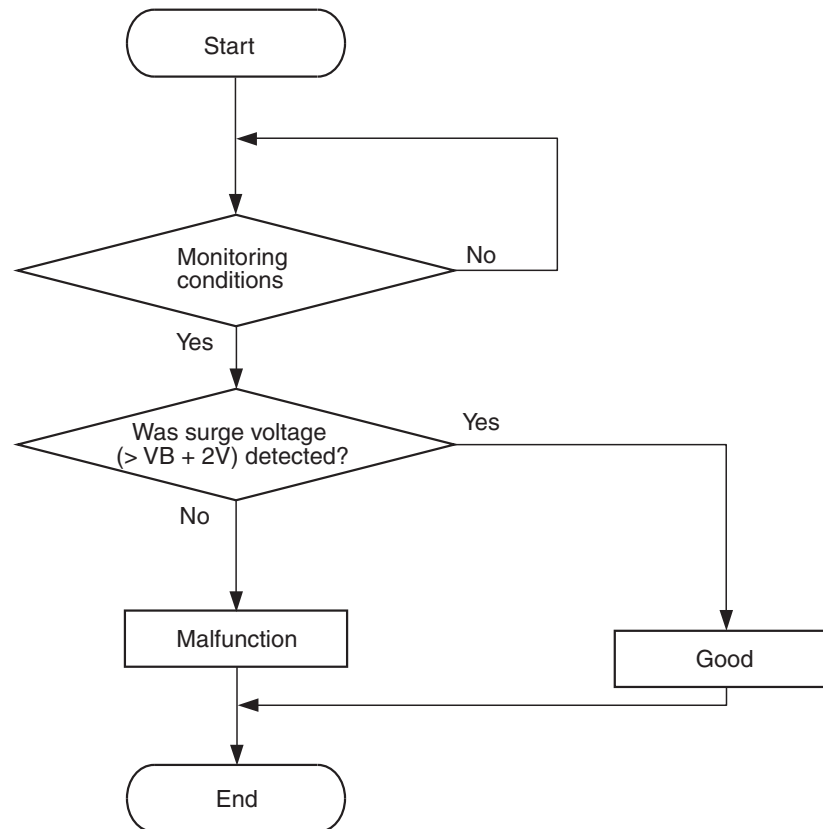 Start
Monitoring
conditions
No
Yes
Was surge voltage
(> VB + 2V) detected?
Yes
No
Malfunction
Good
End